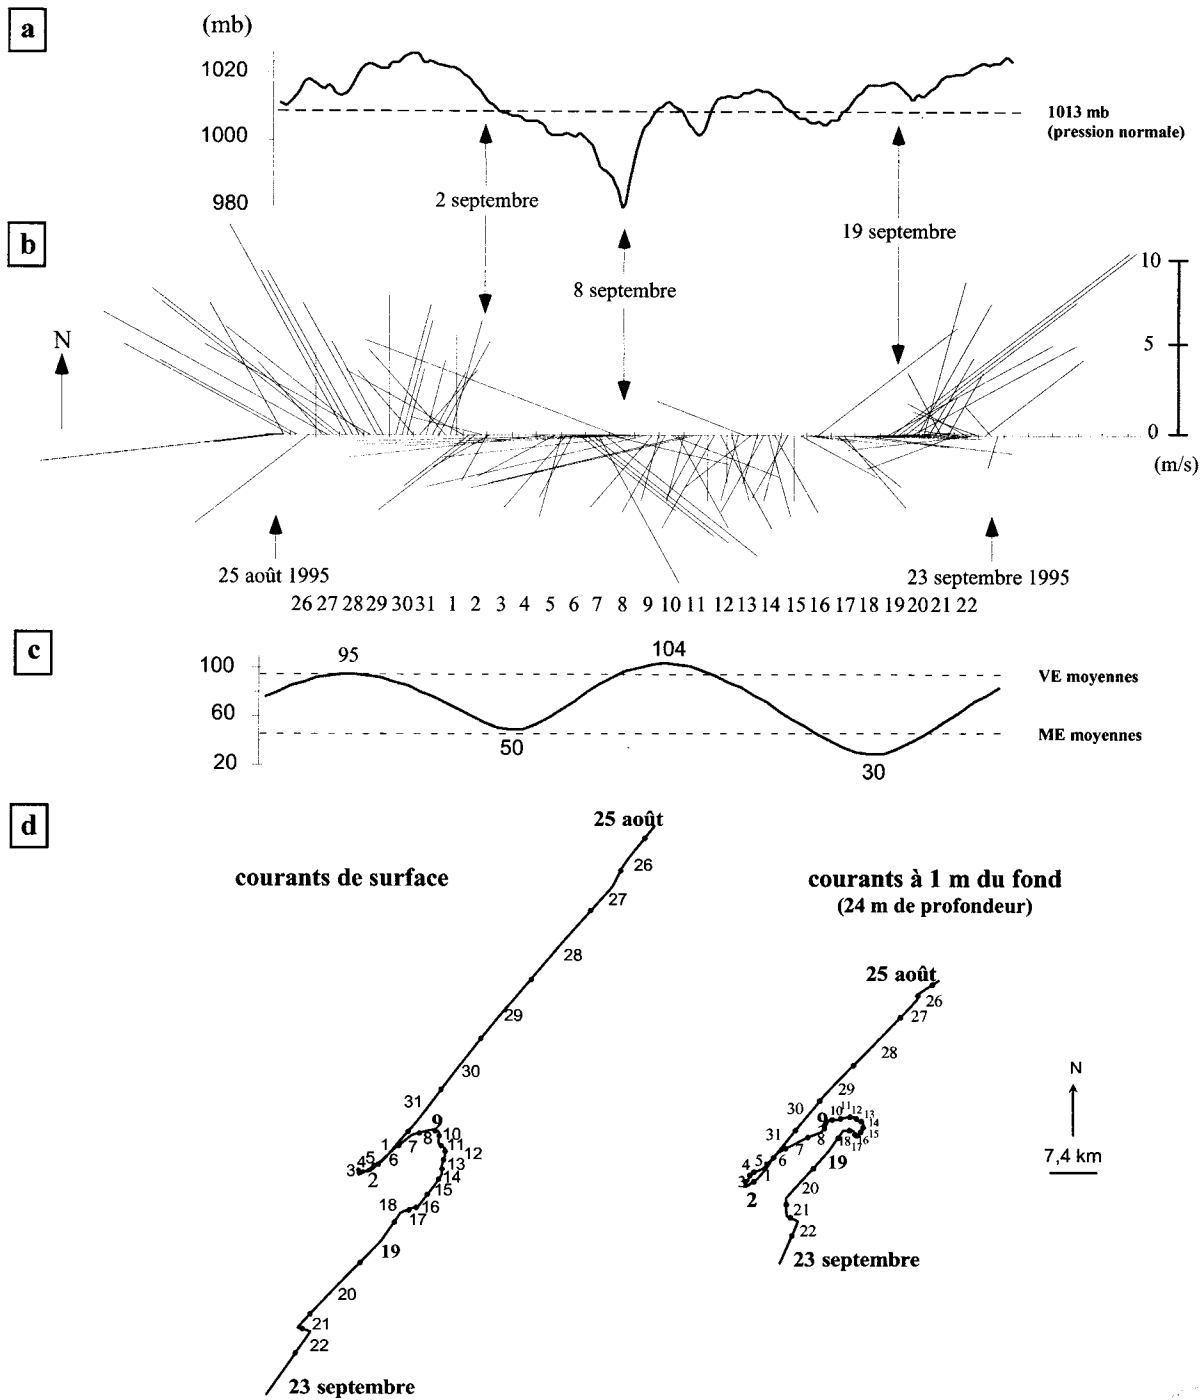 a
(mb)
1020
1000
980
1013 mb
(pression normale)
2 septembre
19 septembre
8 septembre
b
N
10
5
0
(m/s)
25 août 1995
23 septembre 1995
26 27 28 29 30 31 1 2 3 4 5 6 7 8 9 10 11 12 13 14 15 16 17 18 19 20 21 22
c
100
60
20
95
104
50
30
VE moyennes
ME moyennes
d
courants de surface
25 août
26
27
28
29
30
31
1
2
3
4
5
6
7
8
9
10
11
12
13
14
15
16
17
18
19
20
21
22
23 septembre
courants à 1 m du fond
(24 m de profondeur)
25 août
26
27
28
29
30
31
1
2
3
4
5
6
7
8
9
10
11
12
13
14
15
16
17
18
19
20
21
22
23 septembre
N
7,4 km